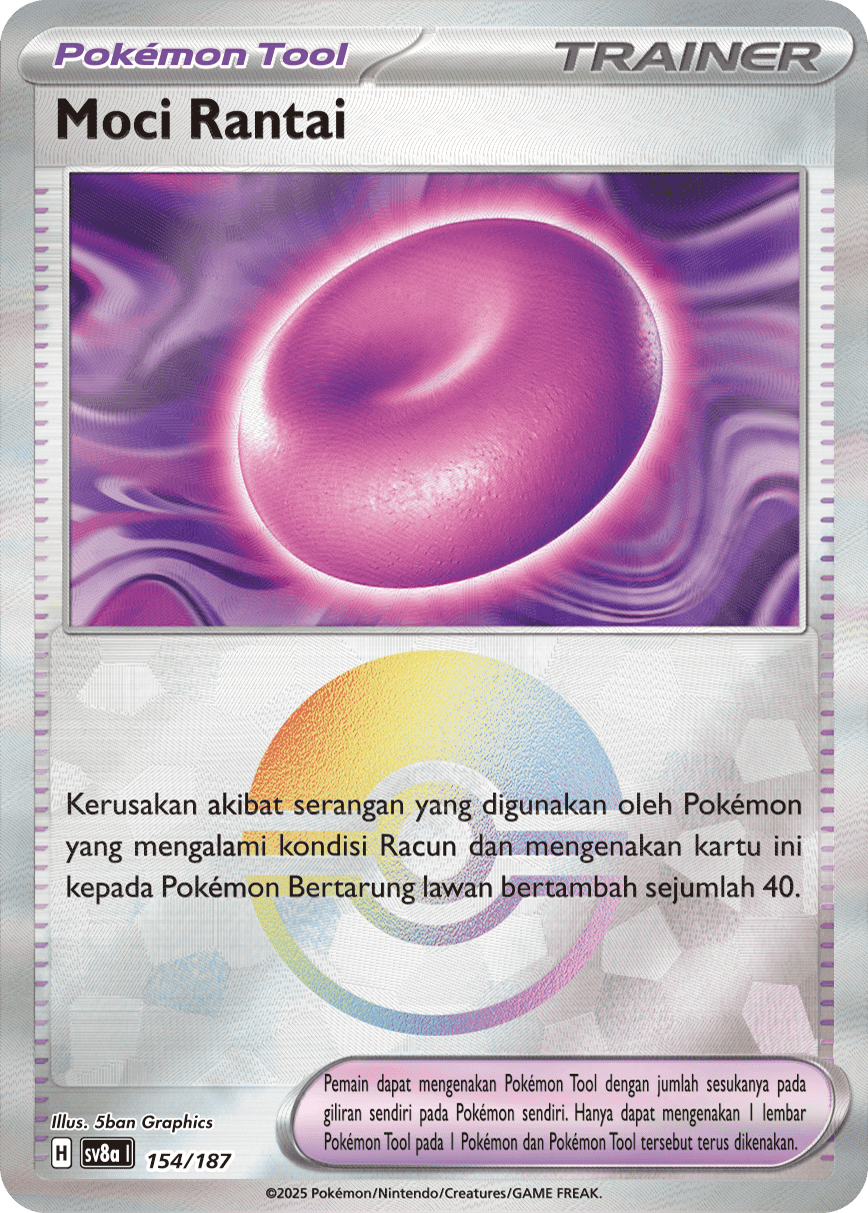 Pokémon Tool
TRAINER
Moci Rantai
Kerusakan akibat serangan yang digunakan oleh Pokémon
yang mengalami kondisi Racun dan mengenakan kartu ini
kepada Pokémon Bertarung lawan bertambah sejumlah 40.
Pemain dapat mengenakan Pokémon Tool dengan jumlah sesukanya pada
giliran sendiri pada Pokémon sendiri. Hanya dapat mengenakan 1 lembar
Pokémon Tool pada 1 Pokémon dan Pokémon Tool tersebut terus dikenakan.
Illus. 5ban Graphics
H sv8a I 154/187
©2025 Pokémon/Nintendo/Creatures/GAME FREAK.